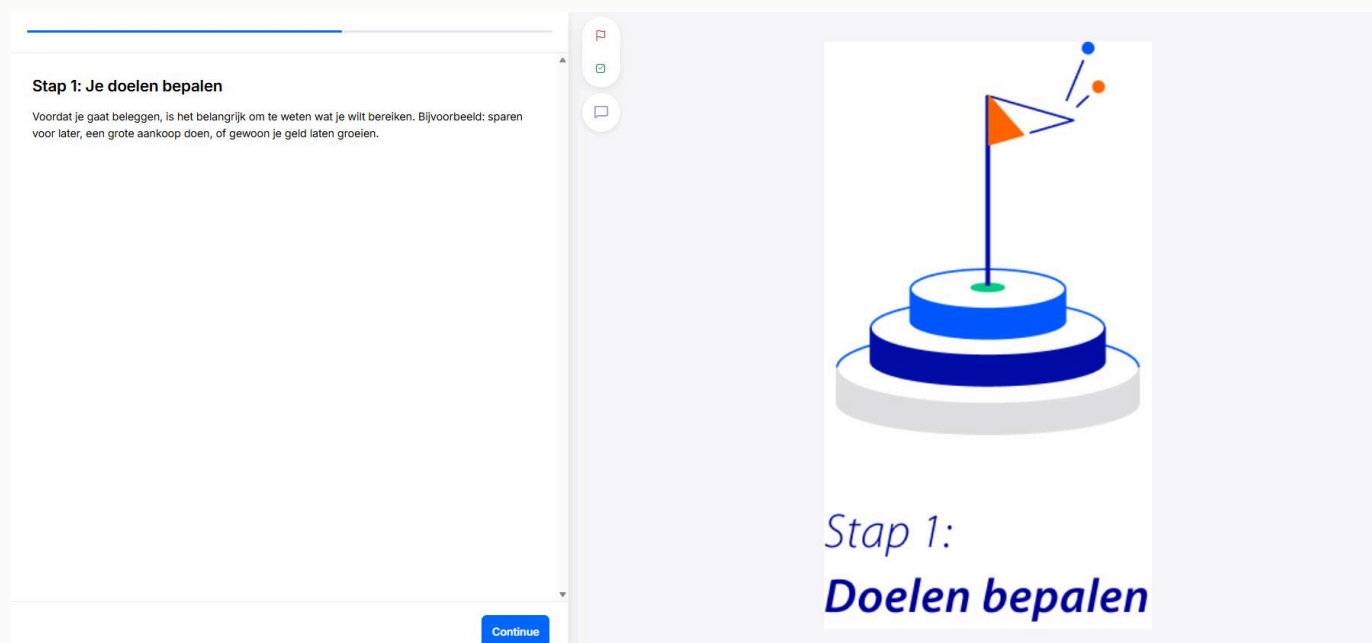 Stap 1: Je doelen bepalen
Voordat je gaat beleggen, is het belangrijk om te weten wat je wilt bereiken. Bijvoorbeeld: sparen
voor later, een grote aankoop doen, of gewoon je geld laten groeien.
Continue
Stap 1:
Doelen bepalen